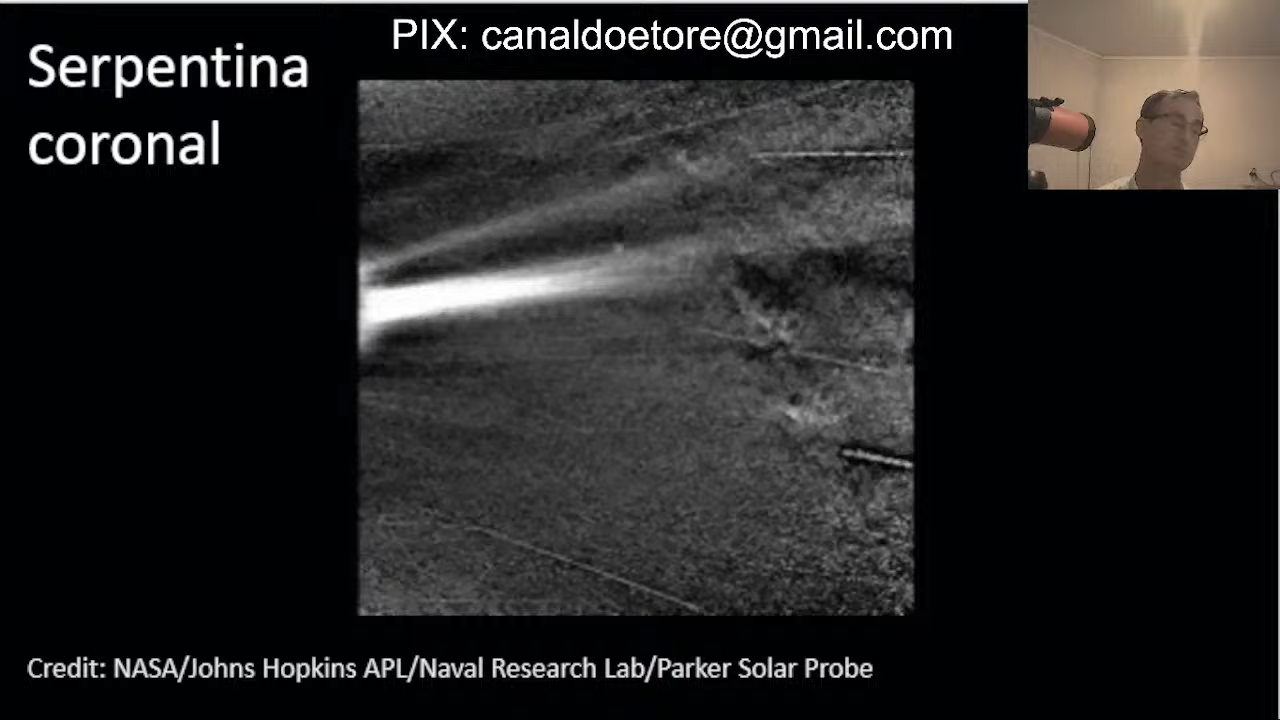 PIX: canaldoetore@gmail.com
Serpentina
coronal
Credit: NASA/Johns Hopkins APL/Naval Research Lab/Parker Solar Probe